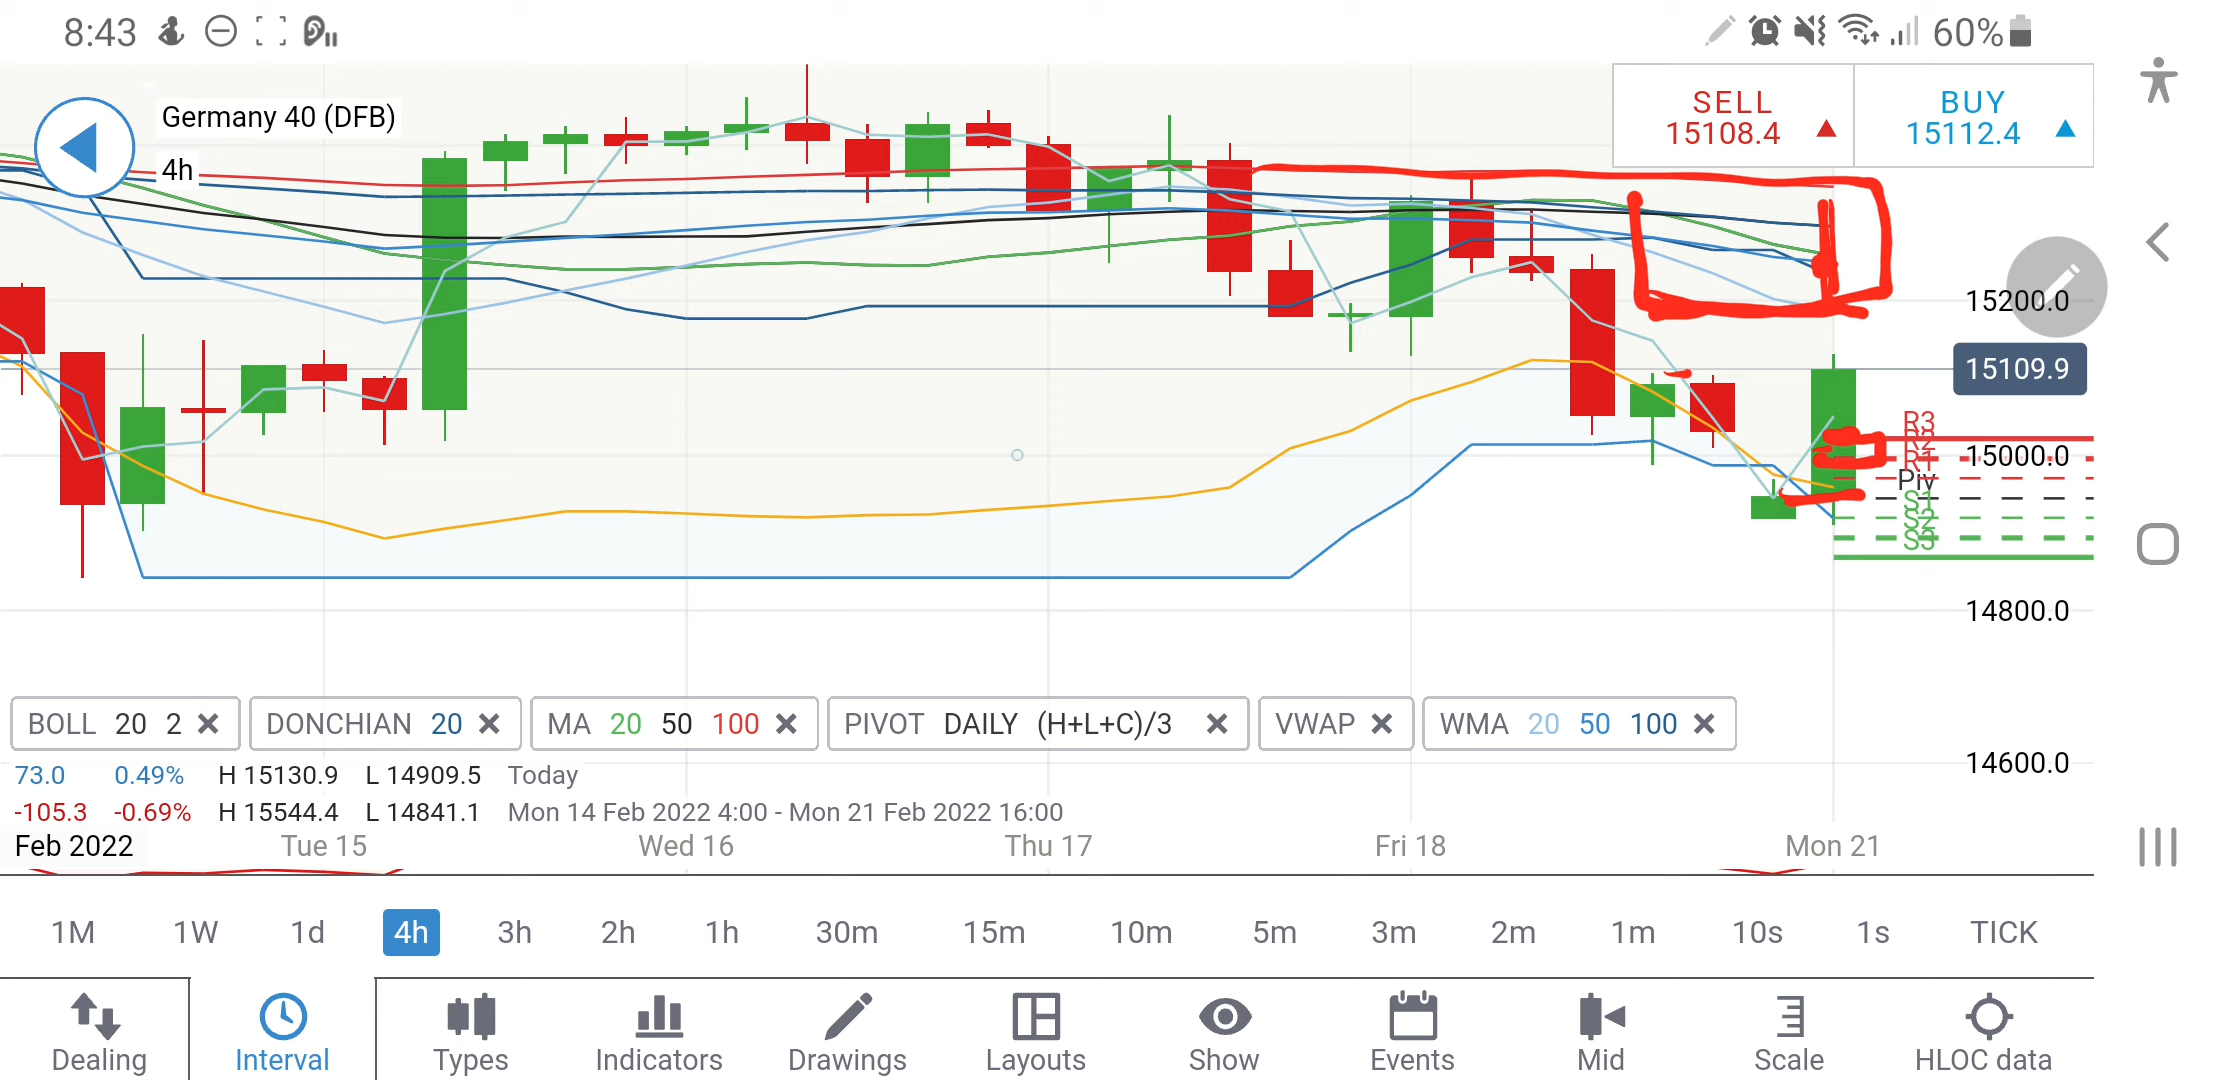 8:43
60%
Germany 40 (DFB)
4h
SELL
15108.4
BUY
15112.4
15200.0
15109.9
R3
R2
15000.0
R1
Piv
S1
S2
S3
14800.0
14600.0
BOLL 20 2
DONCHIAN 20
MA 20 50 100
PIVOT DAILY (H+L+C)/3
VWAP
WMA 20 50 100
73.0 0.49% H 15130.9 L 14909.5 Today
-105.3 -0.69% H 15544.4 L 14841.1 Mon 14 Feb 2022 4:00 - Mon 21 Feb 2022 16:00
Feb 2022 Tue 15 Wed 16 Thu 17 Fri 18 Mon 21
1M 1W 1d 4h 3h 2h 1h 30m 15m 10m 5m 3m 2m 1m 10s 1s TICK
Dealing Interval Types Indicators Drawings Layouts Show Events Mid Scale HLOC data